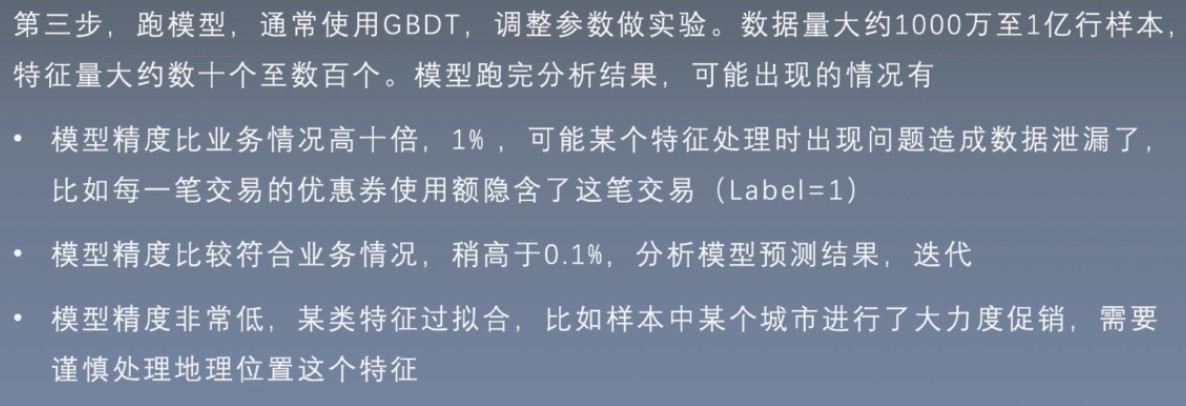 第三步，跑模型，通常使用GBDT，调整参数做实验。数据量大约1000万至1亿行样本，
特征量大约数十个至数百个。模型跑完分析结果，可能出现的情况有
• 模型精度比业务情况高十倍，1% ，可能某个特征处理时出现问题造成数据泄漏了，
比如每一笔交易的优惠券使用额隐含了这笔交易（Label=1）
• 模型精度比较符合业务情况，稍高于0.1%，分析模型预测结果，迭代
• 模型精度非常低，某类特征过拟合，比如样本中某个城市进行了大力度促销，需要
谨慎处理地理位置这个特征